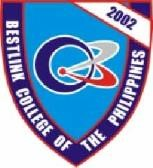 2002
BESTLINK COLLEGE OF THE PHILIPPINES